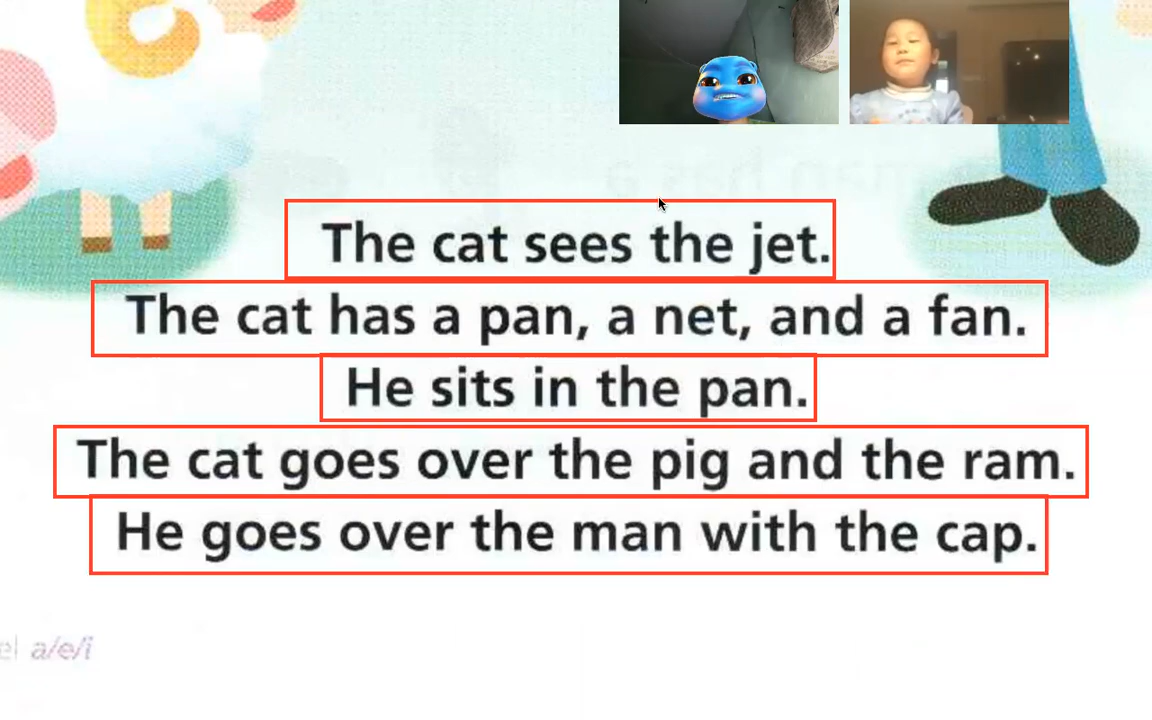 The cat sees the jet.
The cat has a pan, a net, and a fan.
He sits in the pan.
The cat goes over the pig and the ram.
He goes over the man with the cap.
a/e/i